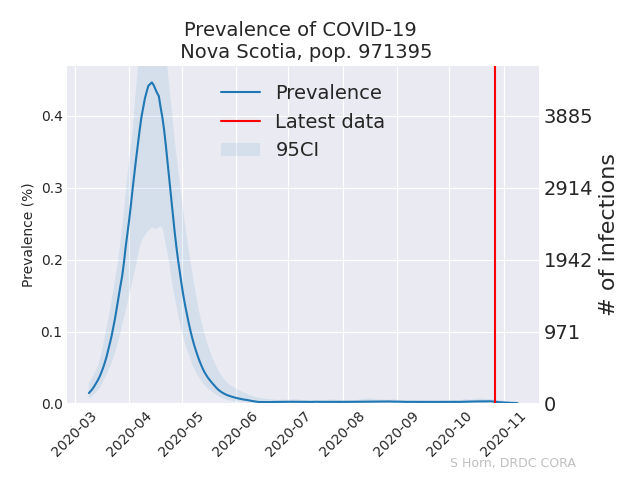 Prevalence of COVID-19
Nova Scotia, pop. 971395
Prevalence
Latest data
95CI
Prevalence (%)
0.4
0.3
0.2
0.1
0.0
3885
2914
1942
971
0
# of infections
2020-03
2020-04
2020-05
2020-06
2020-07
2020-08
2020-09
2020-10
2020-11
S Horn, DRDC CORA